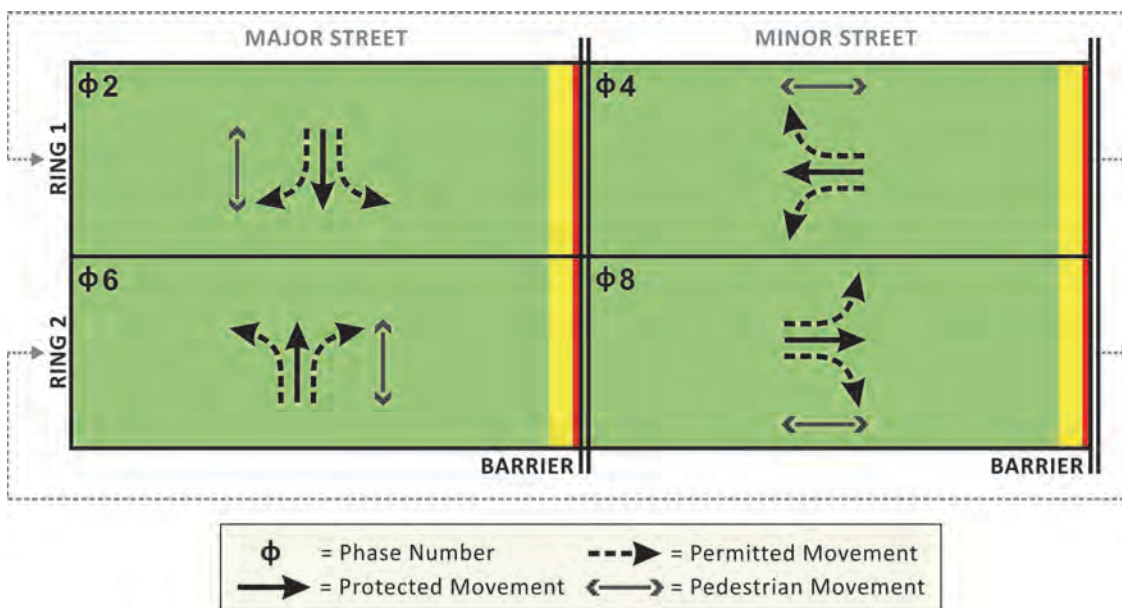 MAJOR STREET
MINOR STREET
RING 1
Φ2
Φ4
RING 2
Φ6
Φ8
BARRIER
BARRIER
Φ = Phase Number
= Permitted Movement
= Protected Movement
= Pedestrian Movement